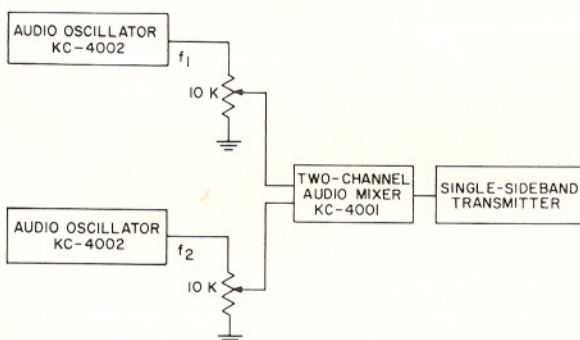 AUDIO OSCILLATOR
KC-4002
f1
10 K
TWO-CHANNEL
AUDIO MIXER
KC-4001
SINGLE-SIDEBAND
TRANSMITTER
AUDIO OSCILLATOR
KC-4002
f2
10 K